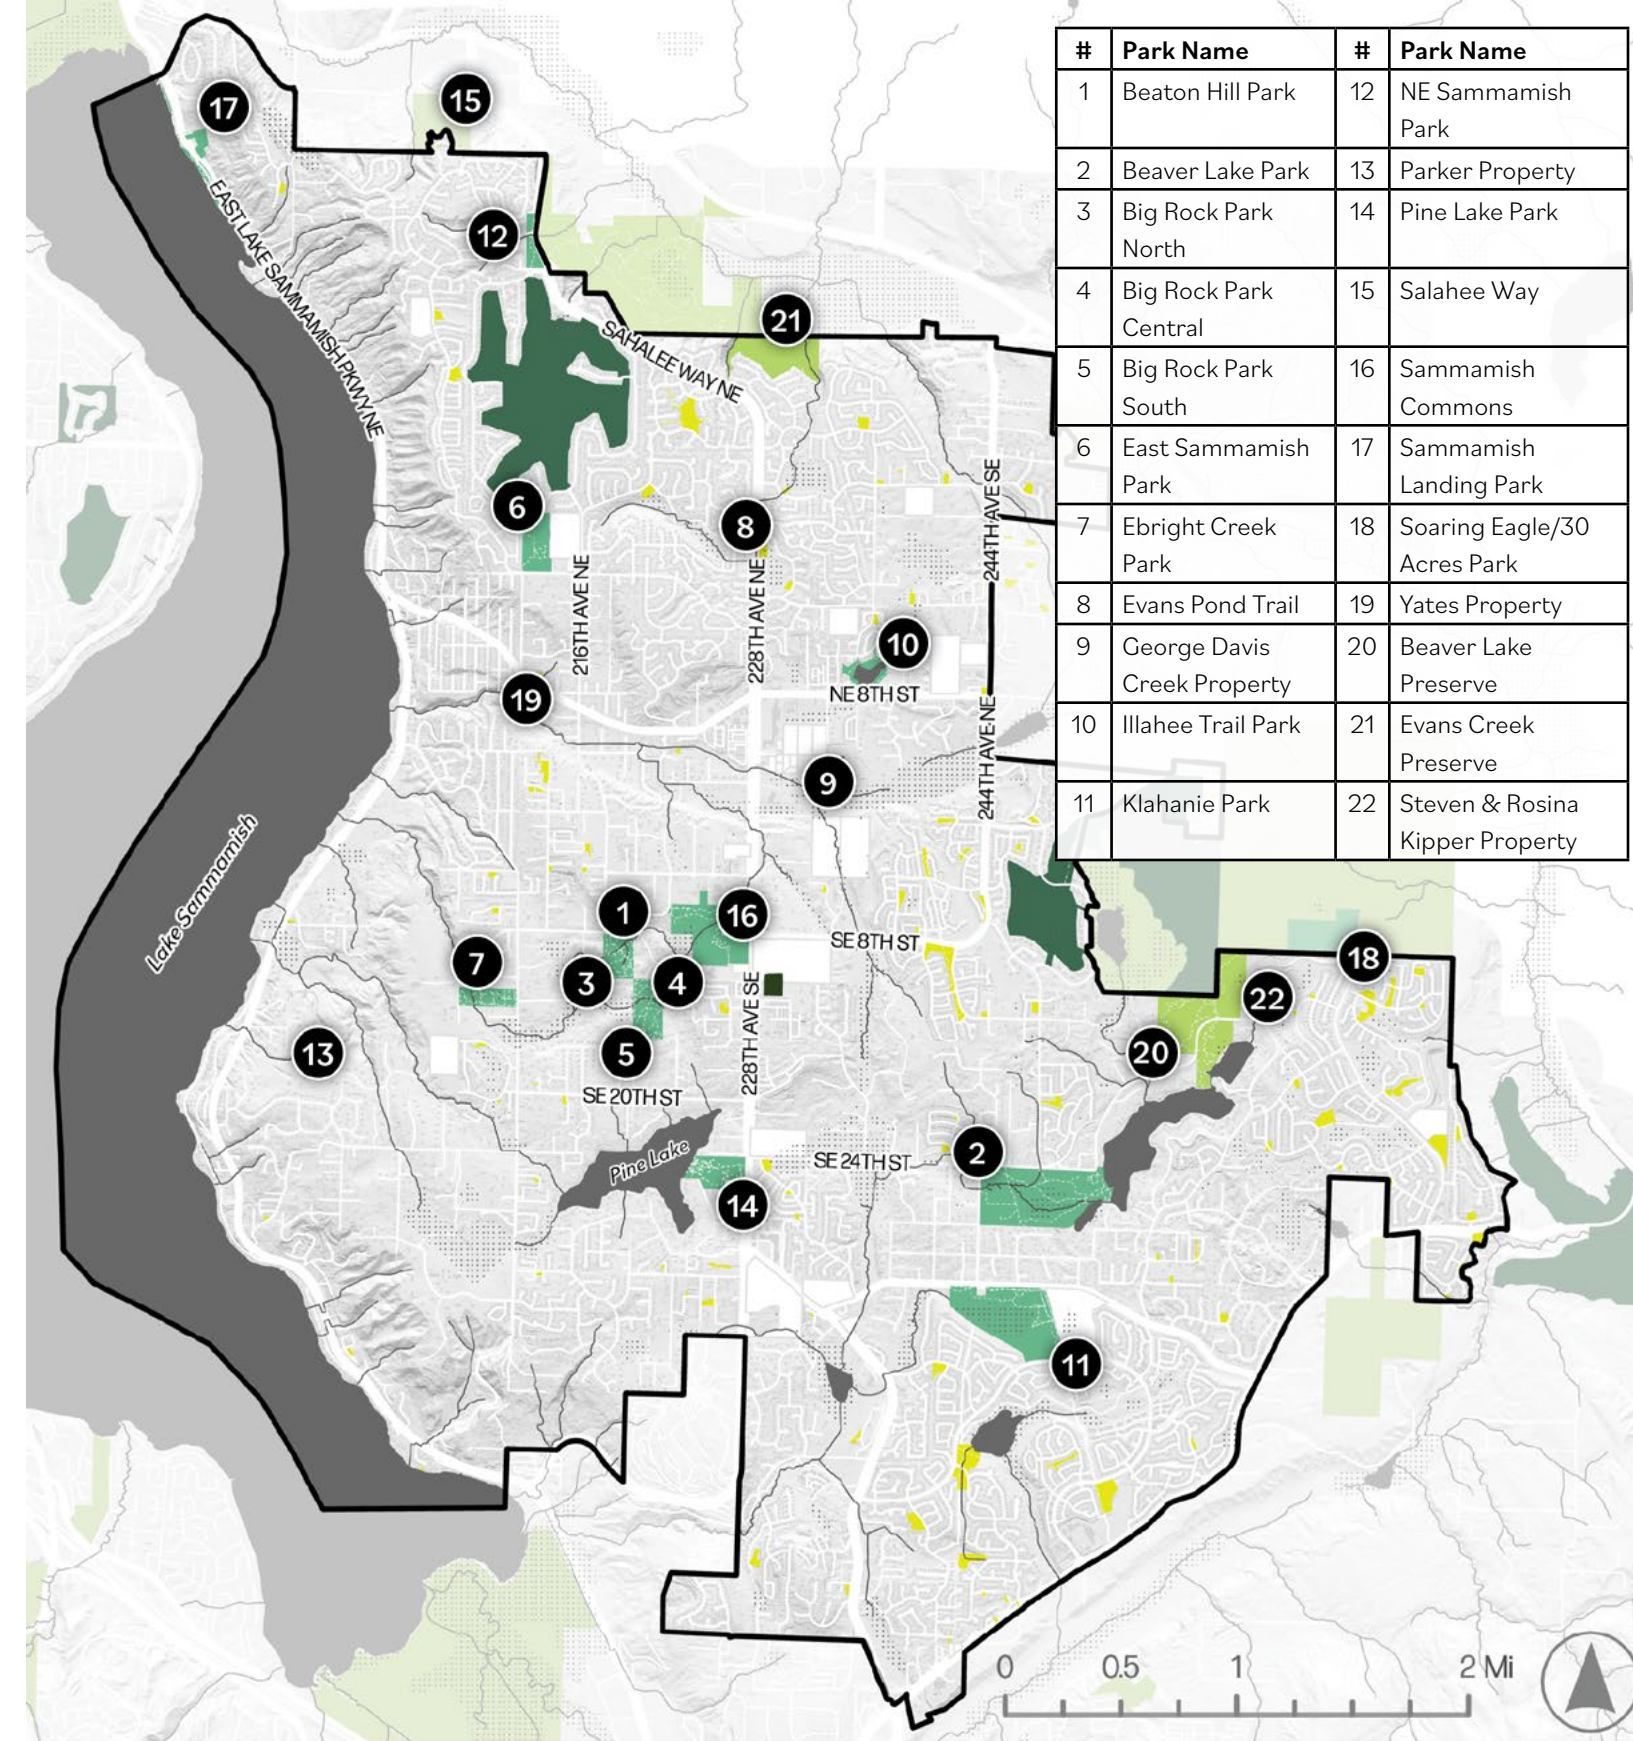 # Park Name # Park Name
1 Beaton Hill Park 12 NE Sammamish
Park
2 Beaver Lake Park 13 Parker Property
3 Big Rock Park 14 Pine Lake Park
North
4 Big Rock Park 15 Salahee Way
Central
5 Big Rock Park 16 Sammamish
South Commons
6 East Sammamish 17 Sammamish
Park Landing Park
7 Ebright Creek 18 Soaring Eagle/30
Park Acres Park
8 Evans Pond Trail 19 Yates Property
9 George Davis 20 Beaver Lake
Creek Property Preserve
10 Illahee Trail Park 21 Evans Creek
Preserve
11 Klahanie Park 22 Steven & Rosina
Kipper Property
17
15
12
EAST LAKE SAMMAMISH PKWY NE
21
SAHALEE WAY NE
6
8
244TH AVE SE
216TH AVE NE
228TH AVE NE
10
NE 8TH ST
19
244TH AVE NE
9
Lake Sammamish
1
16
SE 8TH ST
7
3
4
18
22
13
5
228TH AVE SE
20
SE 20TH ST
Pine Lake
2
SE 24TH ST
14
11
0 0.5 1 2 Mi